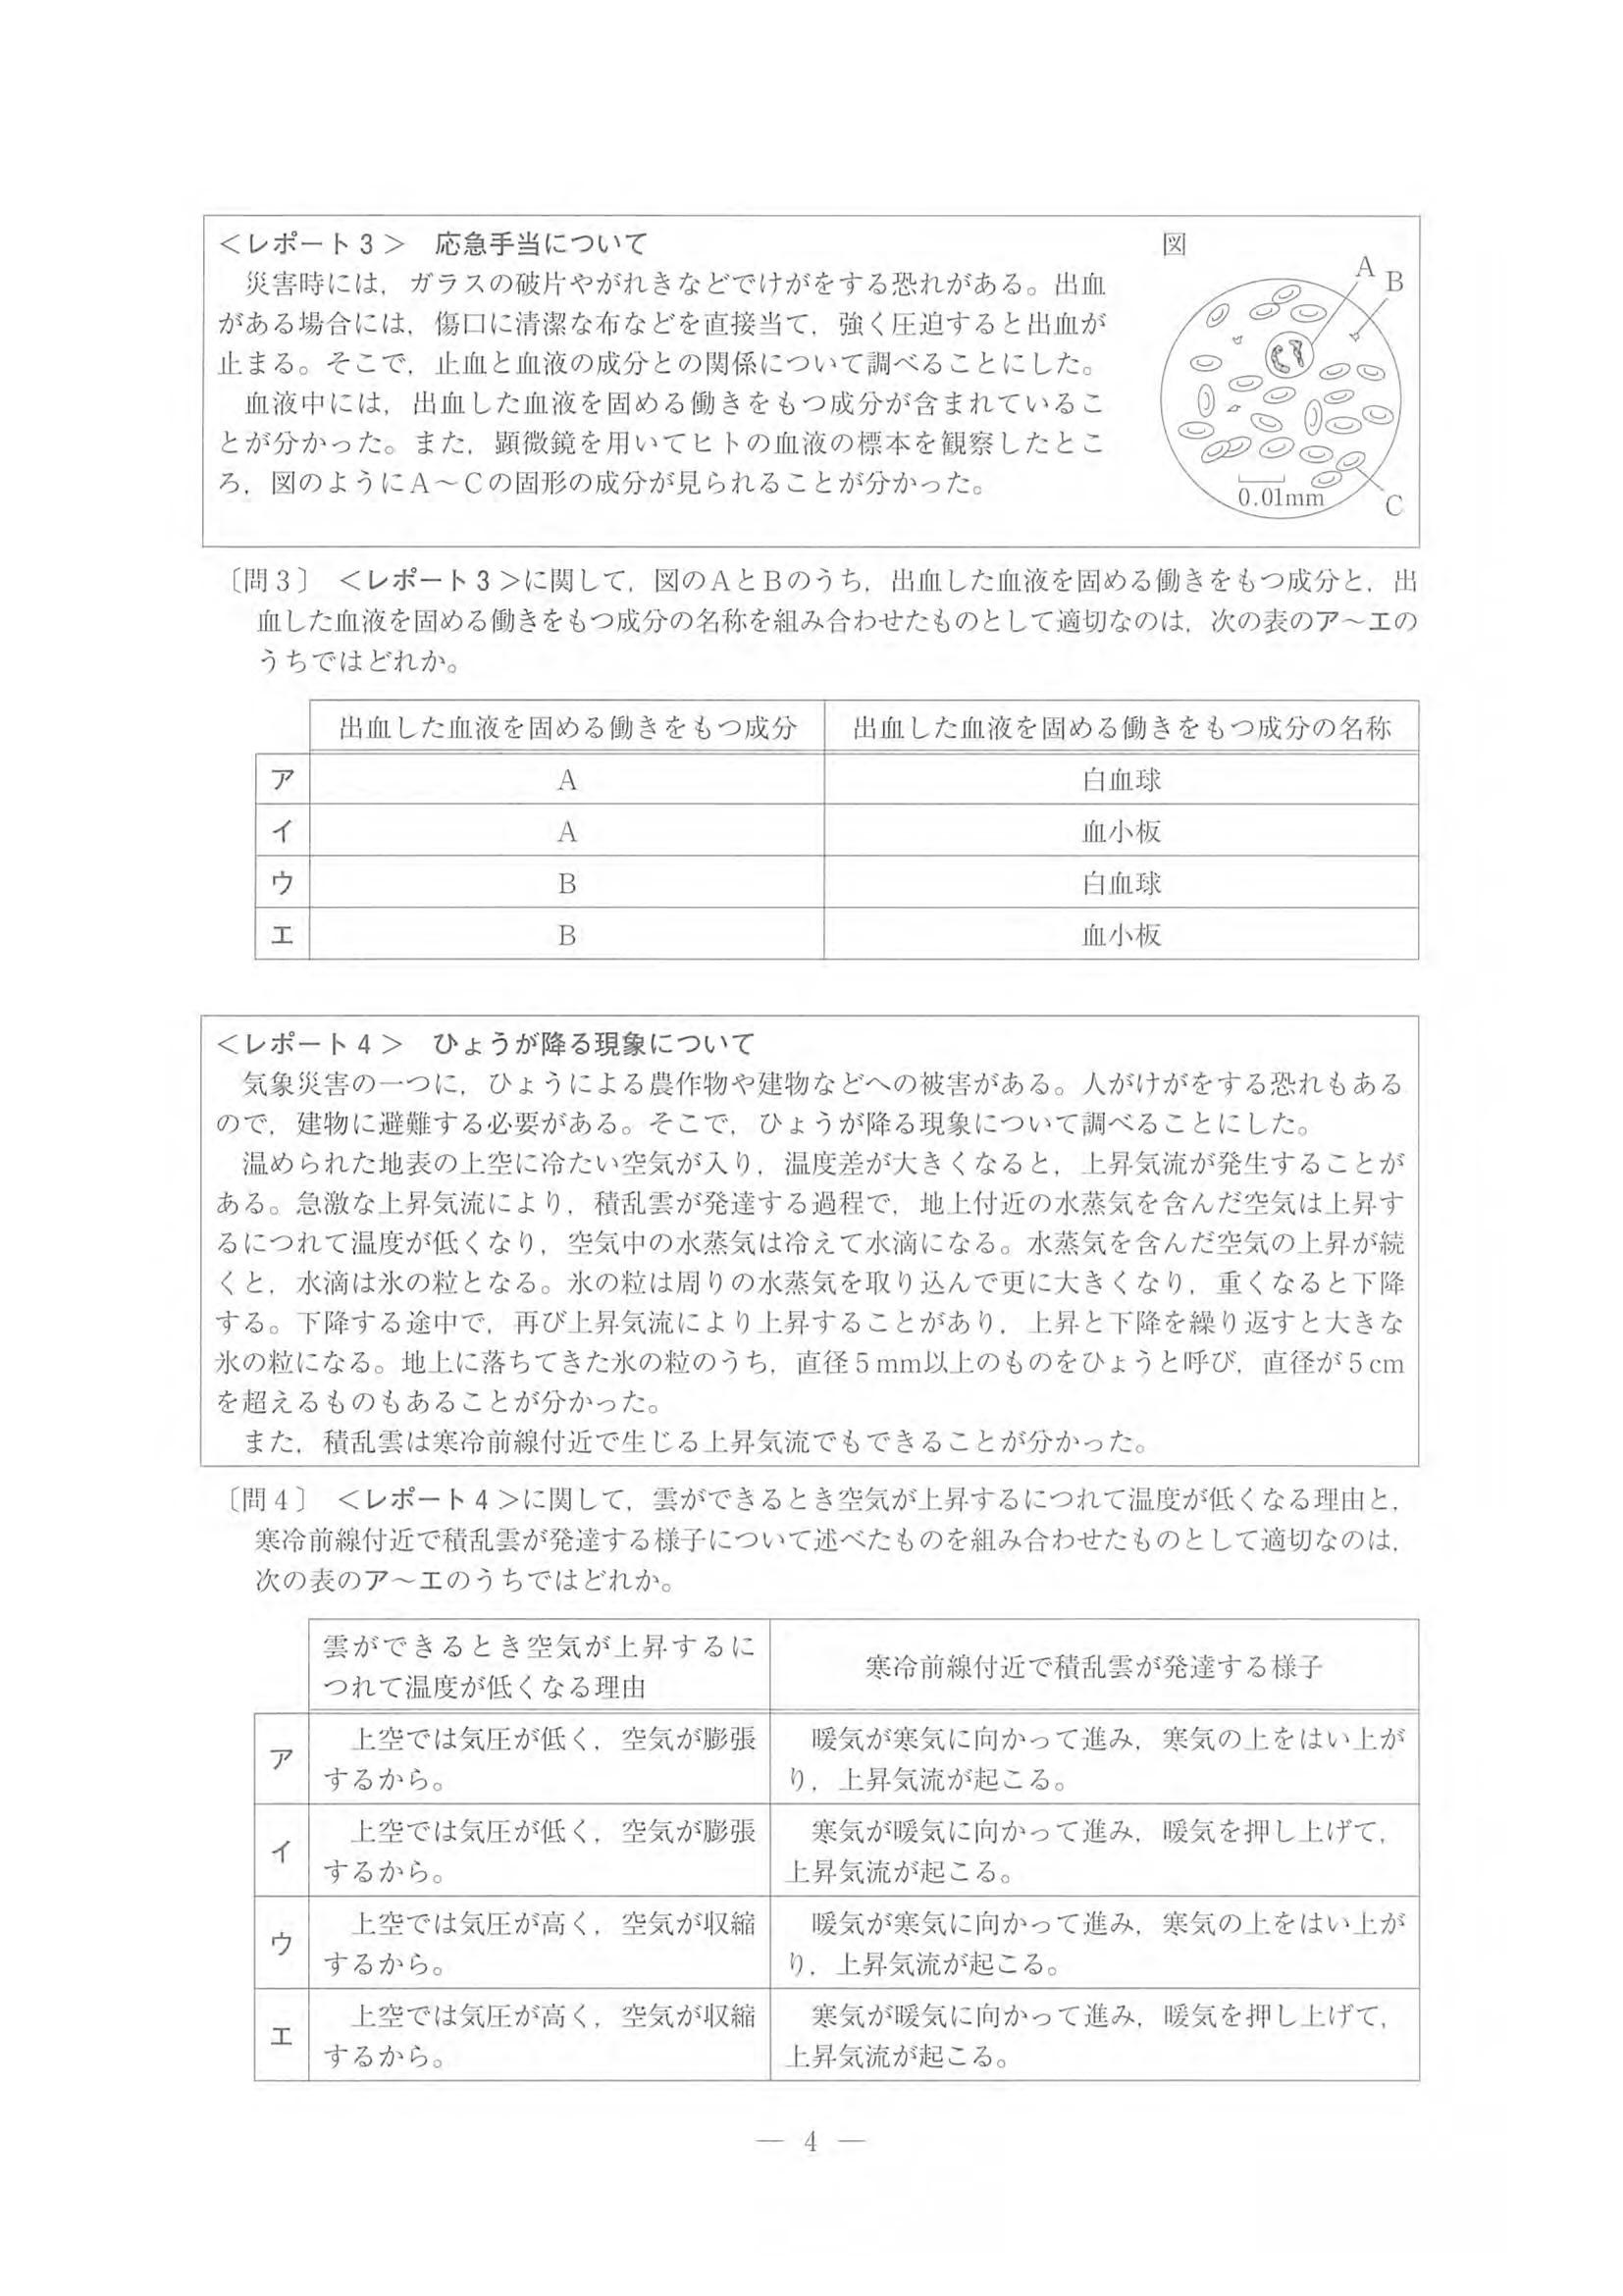 ＜レポート3＞　応急手当について
　災害時には，ガラスの破片やがれきなどでけがをする恐れがある。出血
がある場合には，傷口に清潔な布などを直接当て，強く圧迫すると出血が
止まる。そこで，止血と血液の成分との関係について調べることにした。
　血液中には，出血した血液を固める働きをもつ成分が含まれているこ
とが分かった。また，顕微鏡を用いてヒトの血液の標本を観察したとこ
ろ，図のようにA～Cの固形の成分が見られることが分かった。
図
A
B
0.01mm
C
〔問3〕　＜レポート3＞に関して，図のAとBのうち，出血した血液を固める働きをもつ成分と，出
血した血液を固める働きをもつ成分の名称を組み合わせたものとして適切なのは，次の表のア～エの
うちではどれか。
出血した血液を固める働きをもつ成分　出血した血液を固める働きをもつ成分の名称
ア　A　白血球
イ　A　血小板
ウ　B　白血球
エ　B　血小板
＜レポート4＞　ひょうが降る現象について
　気象災害の一つに，ひょうによる農作物や建物などへの被害がある。人がけがをする恐れもある
ので，建物に避難する必要がある。そこで，ひょうが降る現象について調べることにした。
　温められた地表の上空に冷たい空気が入り，温度差が大きくなると，上昇気流が発生することが
ある。急激な上昇気流により，積乱雲が発達する過程で，地上付近の水蒸気を含んだ空気は上昇す
るにつれて温度が低くなり，空気中の水蒸気は冷えて水滴になる。水蒸気を含んだ空気の上昇が続
くと，水滴は氷の粒となる。氷の粒は周りの水蒸気を取り込んで更に大きくなり，重くなると下降
する。下降する途中で，再び上昇気流により上昇することがあり，上昇と下降を繰り返すと大きな
氷の粒になる。地上に落ちてきた氷の粒のうち，直径5mm以上のものをひょうと呼び，直径が5cm
を超えるものもあることが分かった。
　また，積乱雲は寒冷前線付近で生じる上昇気流でもできることが分かった。
〔問4〕　＜レポート4＞に関して，雲ができるとき空気が上昇するにつれて温度が低くなる理由と，
寒冷前線付近で積乱雲が発達する様子について述べたものを組み合わせたものとして適切なのは，
次の表のア～エのうちではどれか。
雲ができるとき空気が上昇するに
つれて温度が低くなる理由
寒冷前線付近で積乱雲が発達する様子
ア
　上空では気圧が低く，空気が膨張
するから。
　暖気が寒気に向かって進み，寒気の上をはい上が
り，上昇気流が起こる。
イ
　上空では気圧が低く，空気が膨張
するから。
　寒気が暖気に向かって進み，暖気を押し上げて，
上昇気流が起こる。
ウ
　上空では気圧が高く，空気が収縮
するから。
　暖気が寒気に向かって進み，寒気の上をはい上が
り，上昇気流が起こる。
エ
　上空では気圧が高く，空気が収縮
するから。
　寒気が暖気に向かって進み，暖気を押し上げて，
上昇気流が起こる。
— 4 —